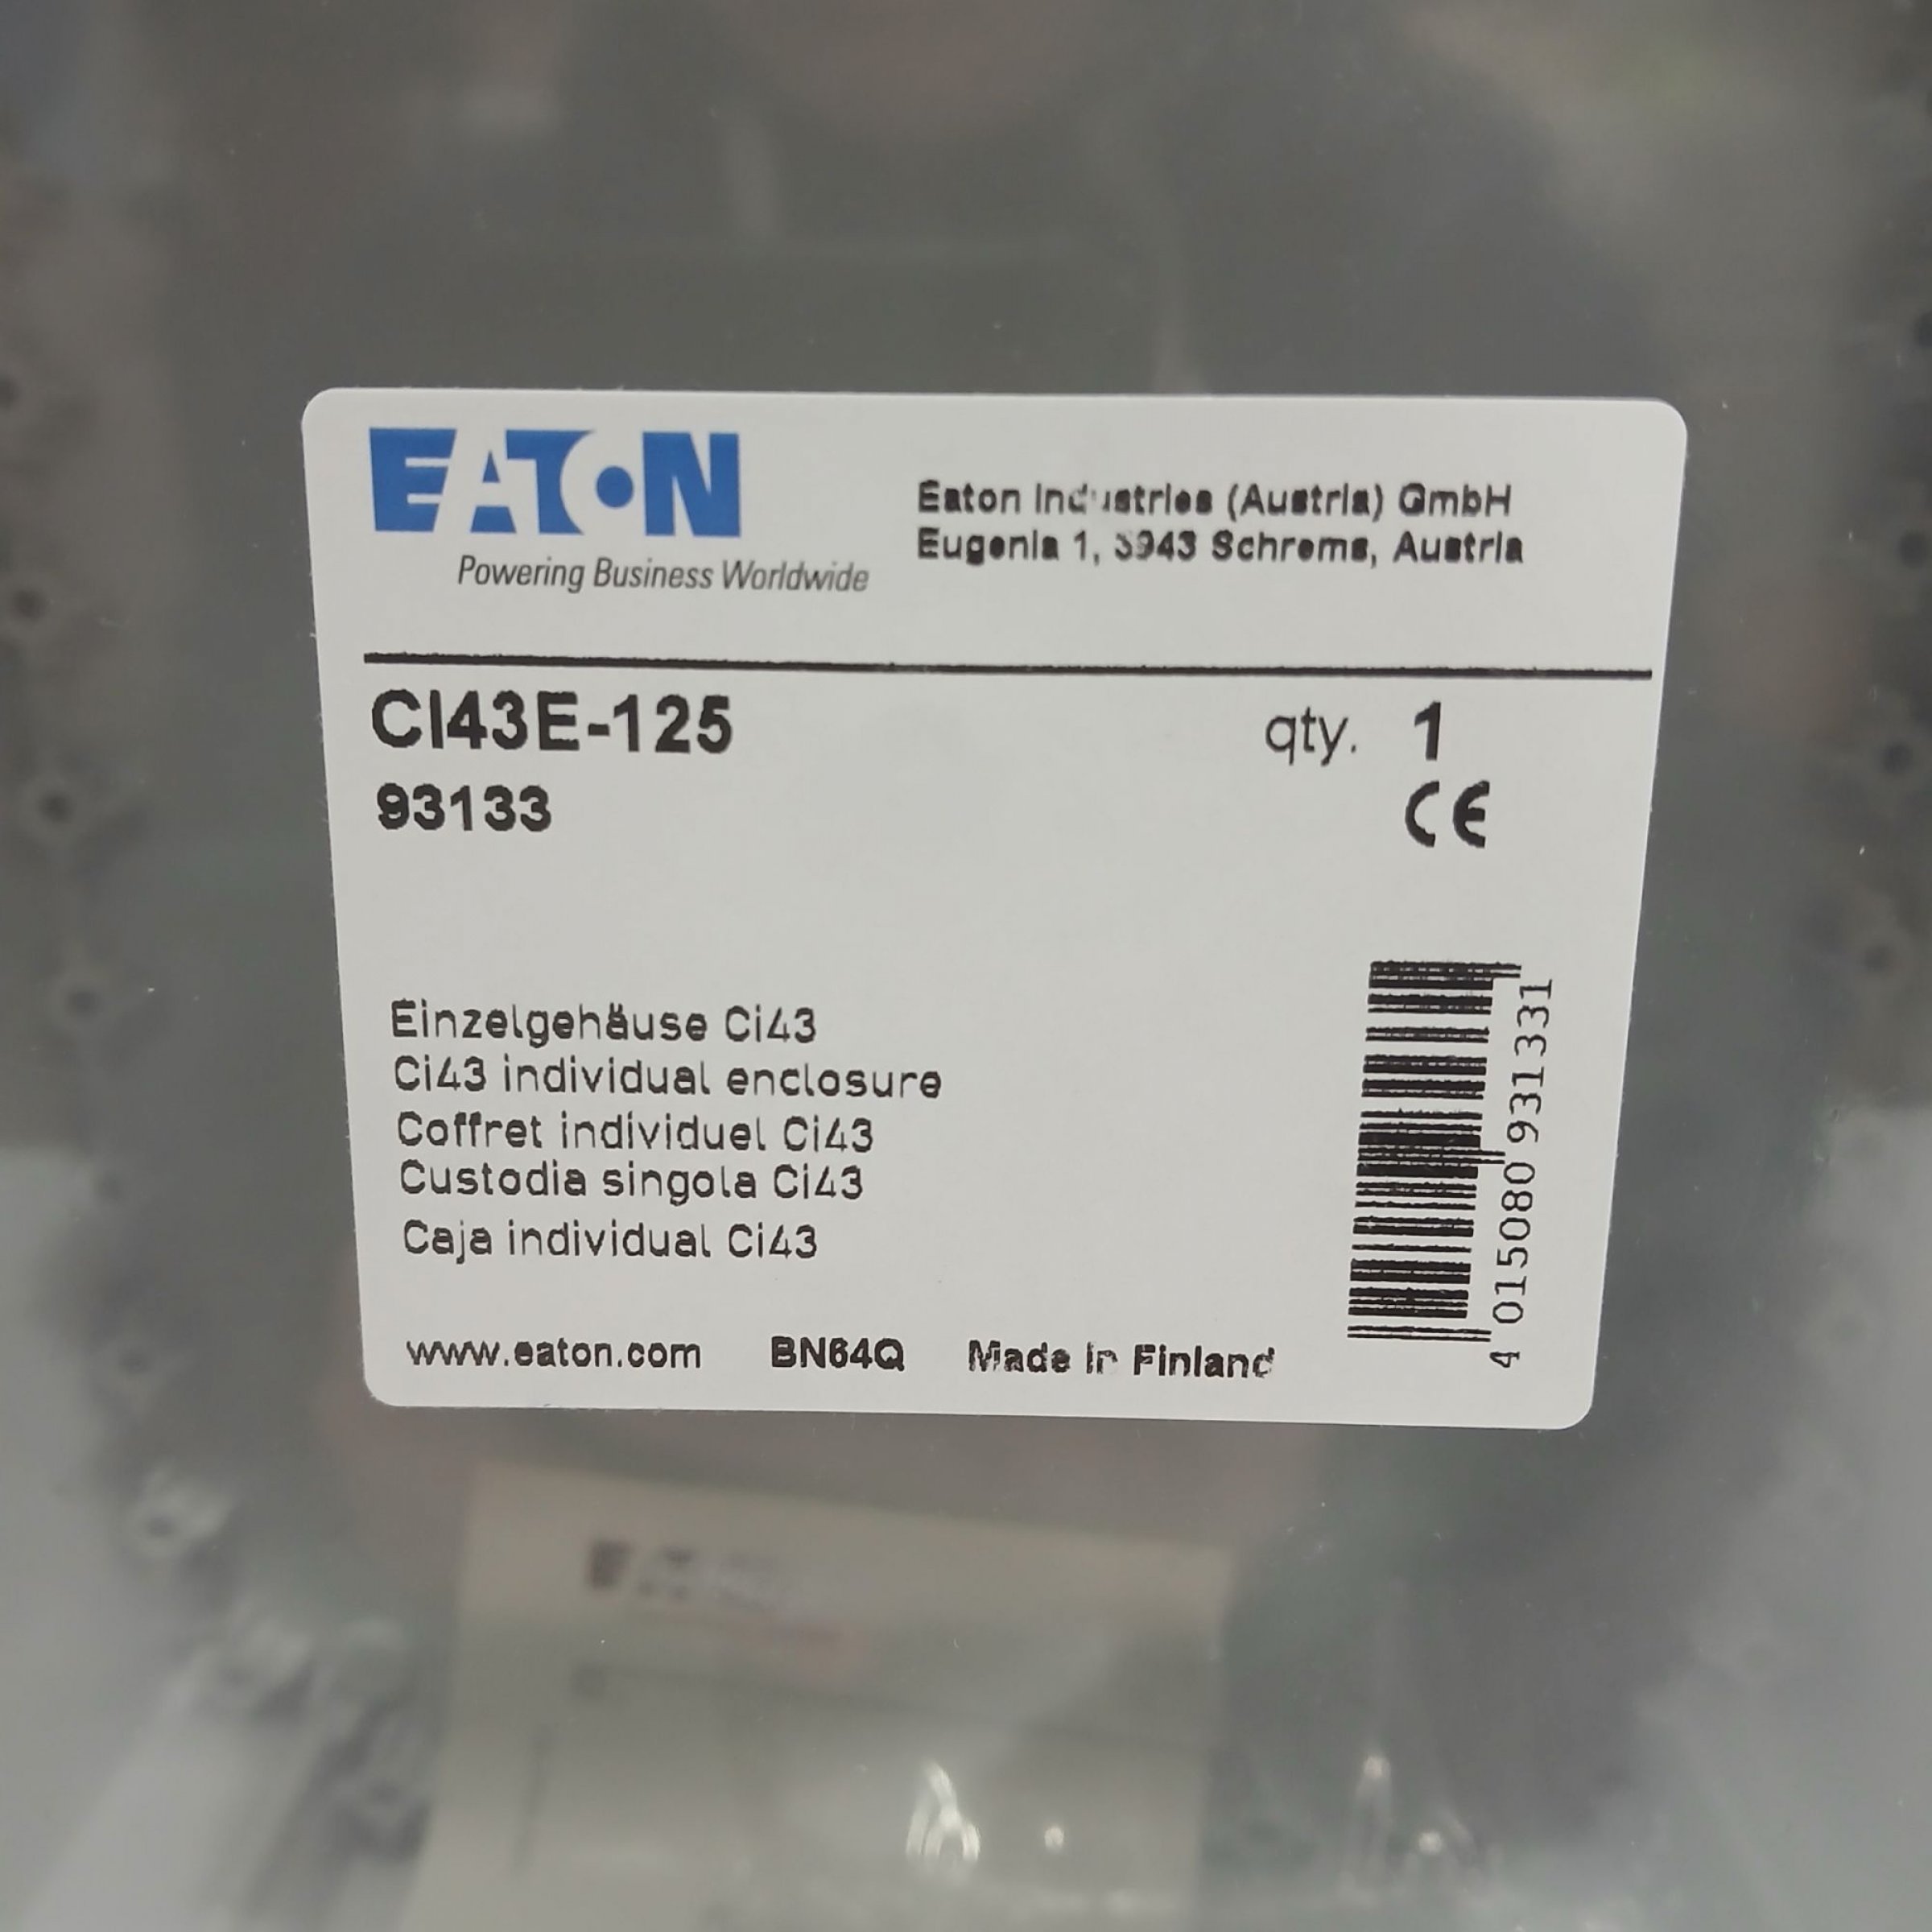 EATON
Powering Business Worldwide
Eaton Industries (Austria) GmbH
Eugenia 1, 3943 Schrems, Austria
CI43E-125
qty. 1
93133
CE
Einzelgehäuse Ci43
Ci43 individual enclosure
Coffret individuel Ci43
Custodia singola Ci43
Caja individual Ci43
4 015080 931331
www.eaton.com BN64Q Made in Finland
EATON